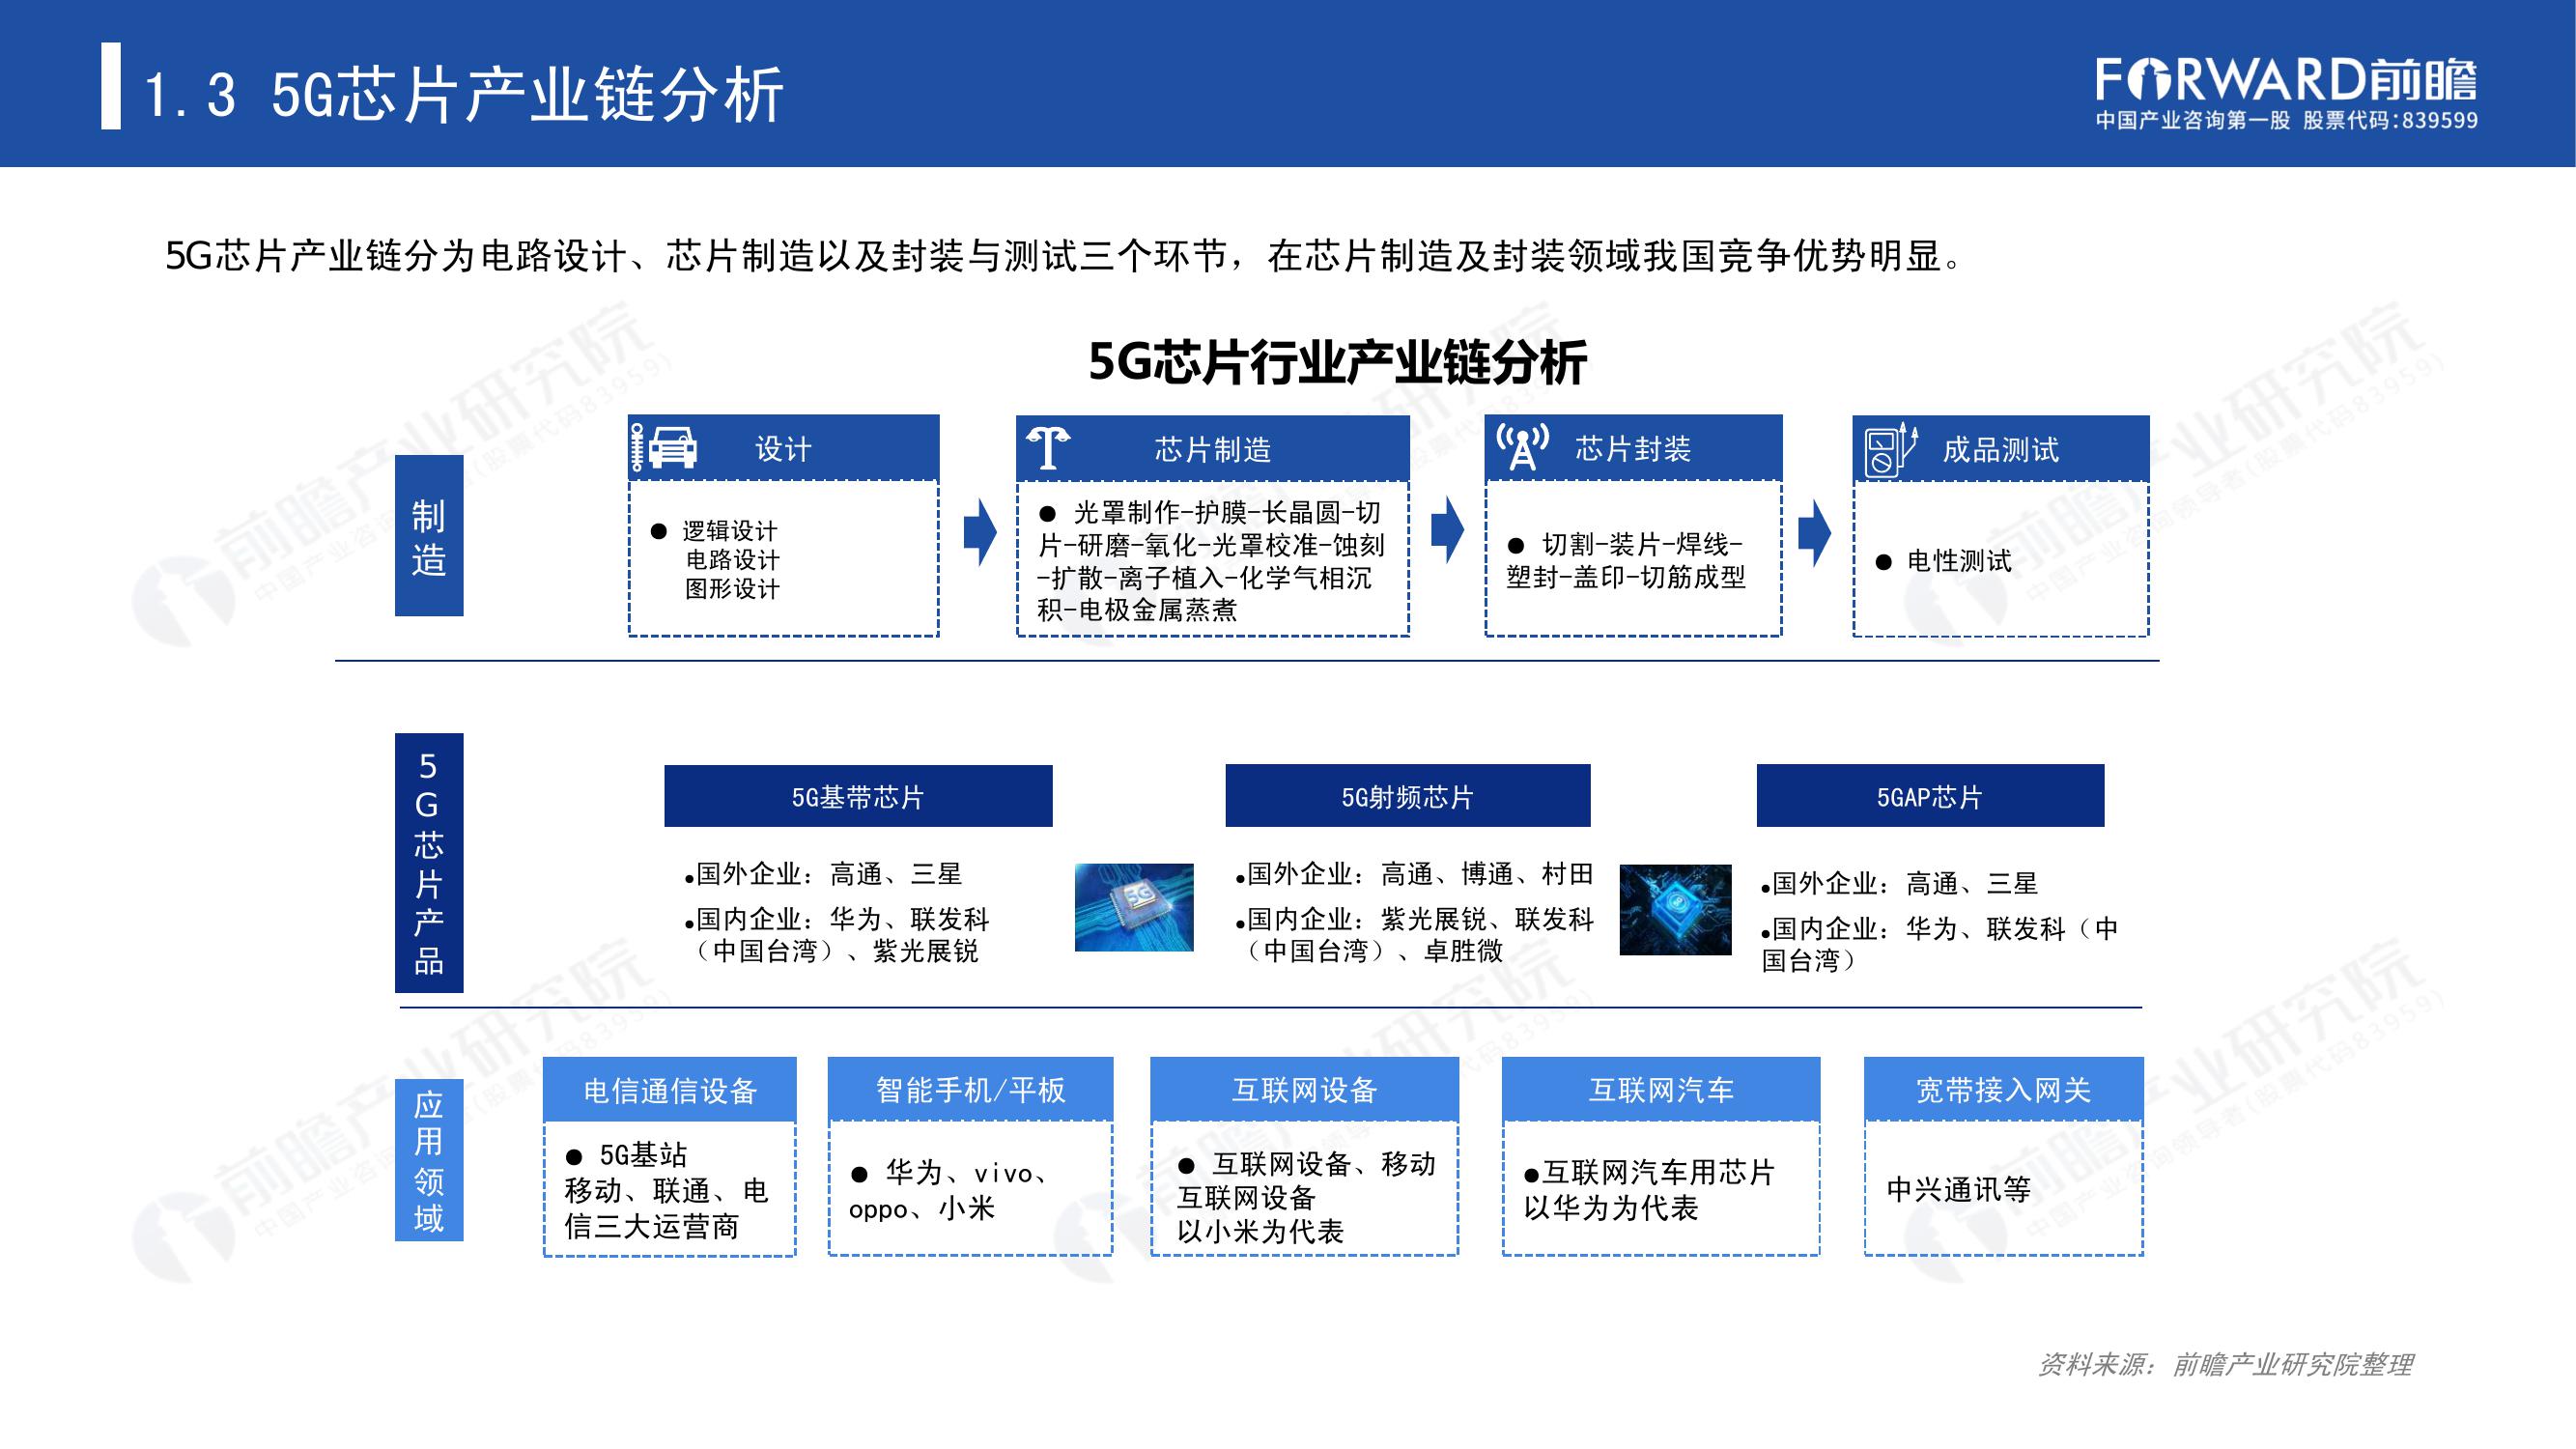 1.3 5G芯片产业链分析
FORWARD前瞻
中国产业咨询第一股 股票代码:839599
5G芯片产业链分为电路设计、芯片制造以及封装与测试三个环节，在芯片制造及封装领域我国竞争优势明显。
5G芯片行业产业链分析
制造
设计
● 逻辑设计
电路设计
图形设计
芯片制造
● 光罩制作-护膜-长晶圆-切
片-研磨-氧化-光罩校准-蚀刻
-扩散-离子植入-化学气相沉
积-电极金属蒸煮
芯片封装
● 切割-装片-焊线-
塑封-盖印-切筋成型
成品测试
● 电性测试
5G芯片产品
5G基带芯片
•国外企业：高通、三星
•国内企业：华为、联发科
（中国台湾）、紫光展锐
5G
5G射频芯片
•国外企业：高通、博通、村田
•国内企业：紫光展锐、联发科
（中国台湾）、卓胜微
5GAP芯片
•国外企业：高通、三星
•国内企业：华为、联发科（中
国台湾）
应用领域
电信通信设备
● 5G基站
移动、联通、电
信三大运营商
智能手机/平板
● 华为、vivo、
oppo、小米
互联网设备
● 互联网设备、移动
互联网设备
以小米为代表
互联网汽车
●互联网汽车用芯片
以华为为代表
宽带接入网关
中兴通讯等
资料来源：前瞻产业研究院整理